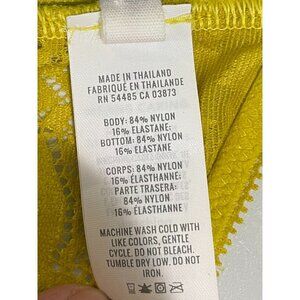 MADE IN THAILAND
FABRIQUE EN THAILANDE
RN 54485 CA 03873
BODY: 84% NYLON
16% ELASTANE:
BOTTOM: 84% NYLON
16% ELASTANE
CORPS: 84% NYLON
16% ÉLASTHANNE:
PARTE TRASERA:
84% NYLON
16% ÉLASTHANNE
MACHINE WASH COLD WITH
LIKE COLORS, GENTLE
CYCLE. DO NOT BLEACH.
TUMBLE DRY LOW. DO NOT
IRON.